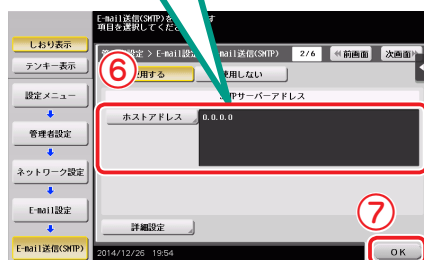 E-mail送信(SMTP)を
す
項目を選択してくだ
しおり表示
テンキー表示
設定 > E-mail設
mail送信(SMTP)
2/6
前画面
次画面
⑥
用する
使用しない
設定メニュー
Pサーバーアドレス
ホストアドレス
0.0.0.0
管理者設定
ネットワーク設定
E-mail設定
⑦
詳細設定
E-mail送信(SMTP)
2014/12/26 19:54
OK